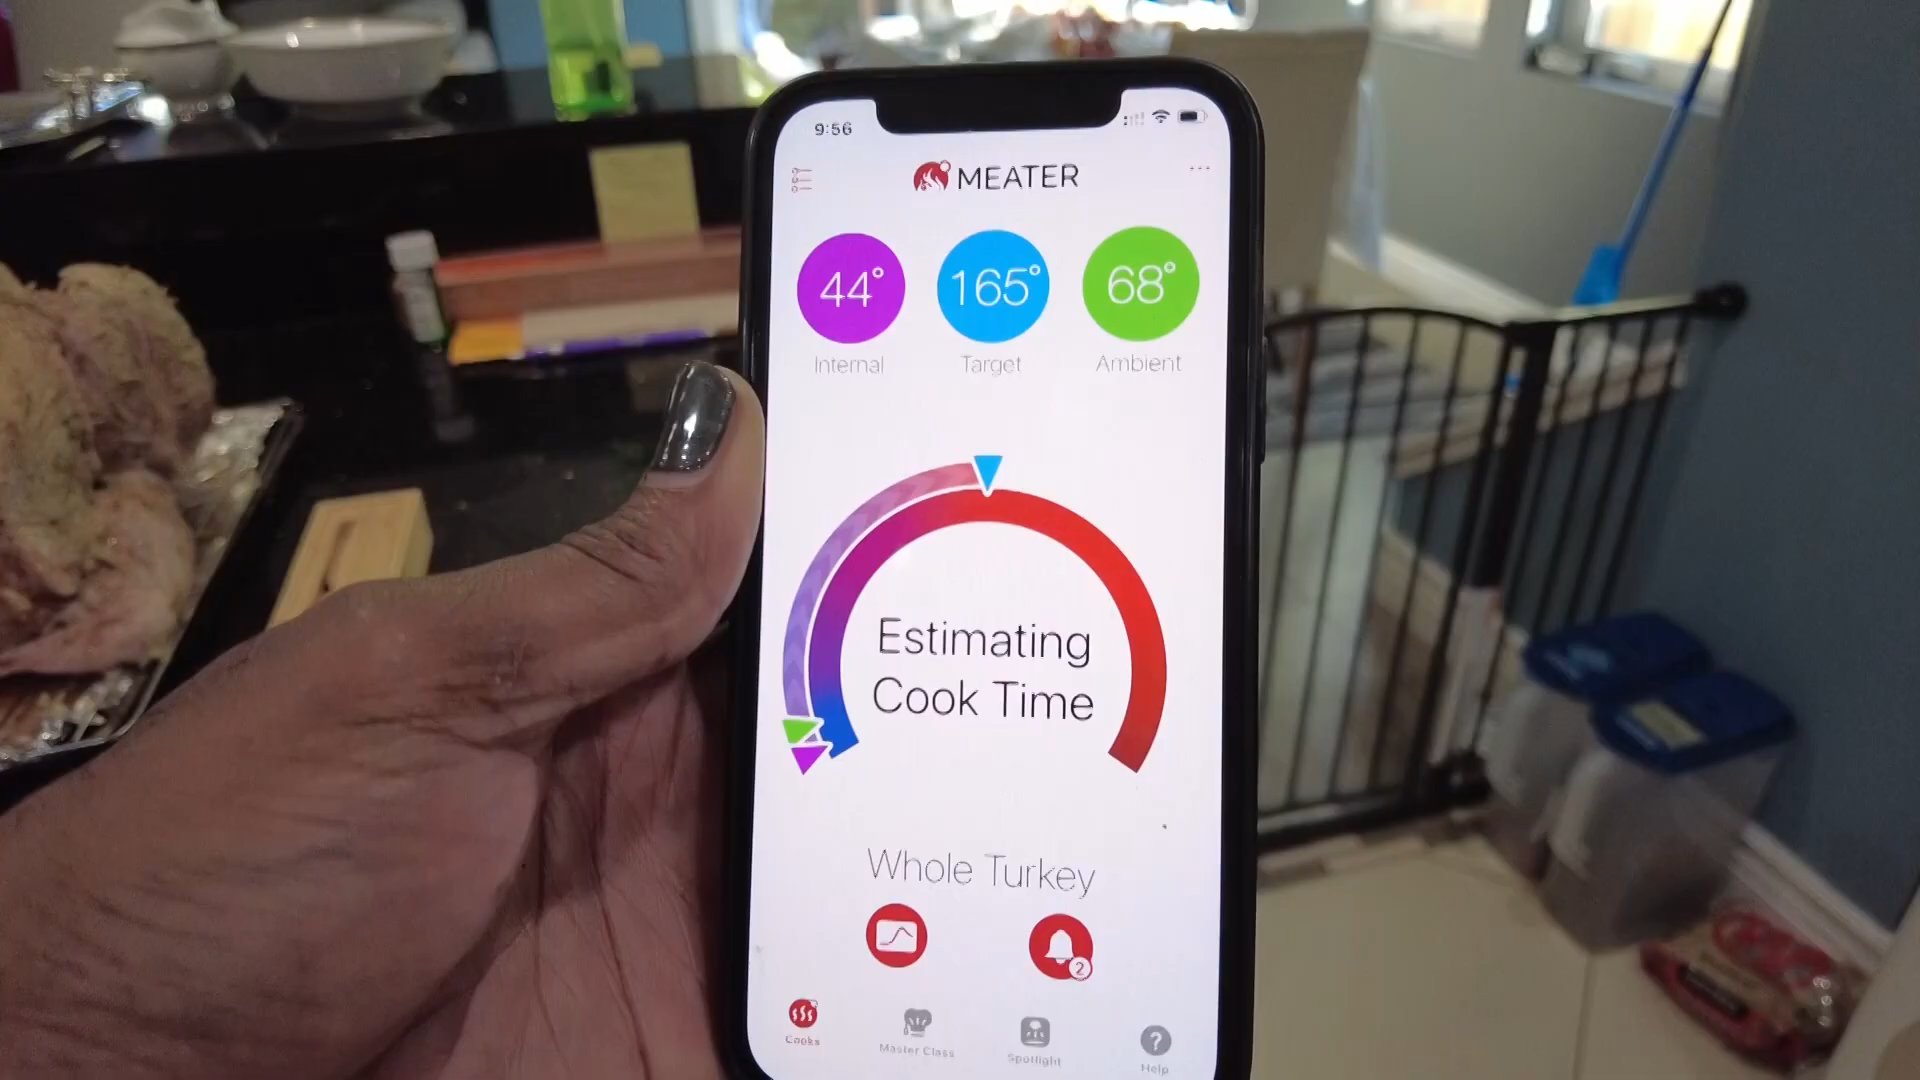 9:56
MEATER
44° 165° 68°
Internal Target Ambient
Estimating
Cook Time
Whole Turkey
2
Cooks Master Class Spotlight Help
?